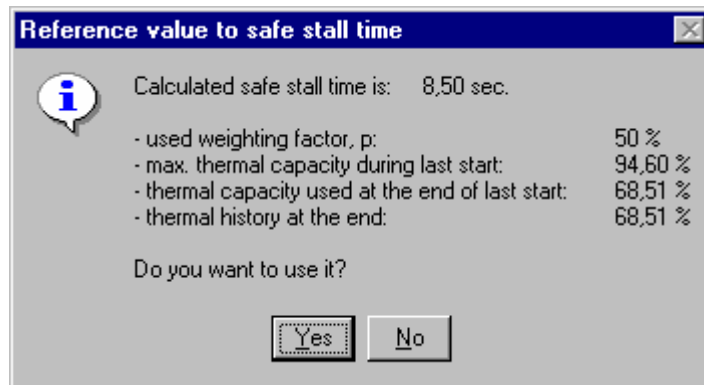 Reference value to safe stall time
Calculated safe stall time is: 8,50 sec.
- used weighting factor, p: 50 %
- max. thermal capacity during last start: 94,60 %
- thermal capacity used at the end of last start: 68,51 %
- thermal history at the end: 68,51 %
Do you want to use it?
Yes No